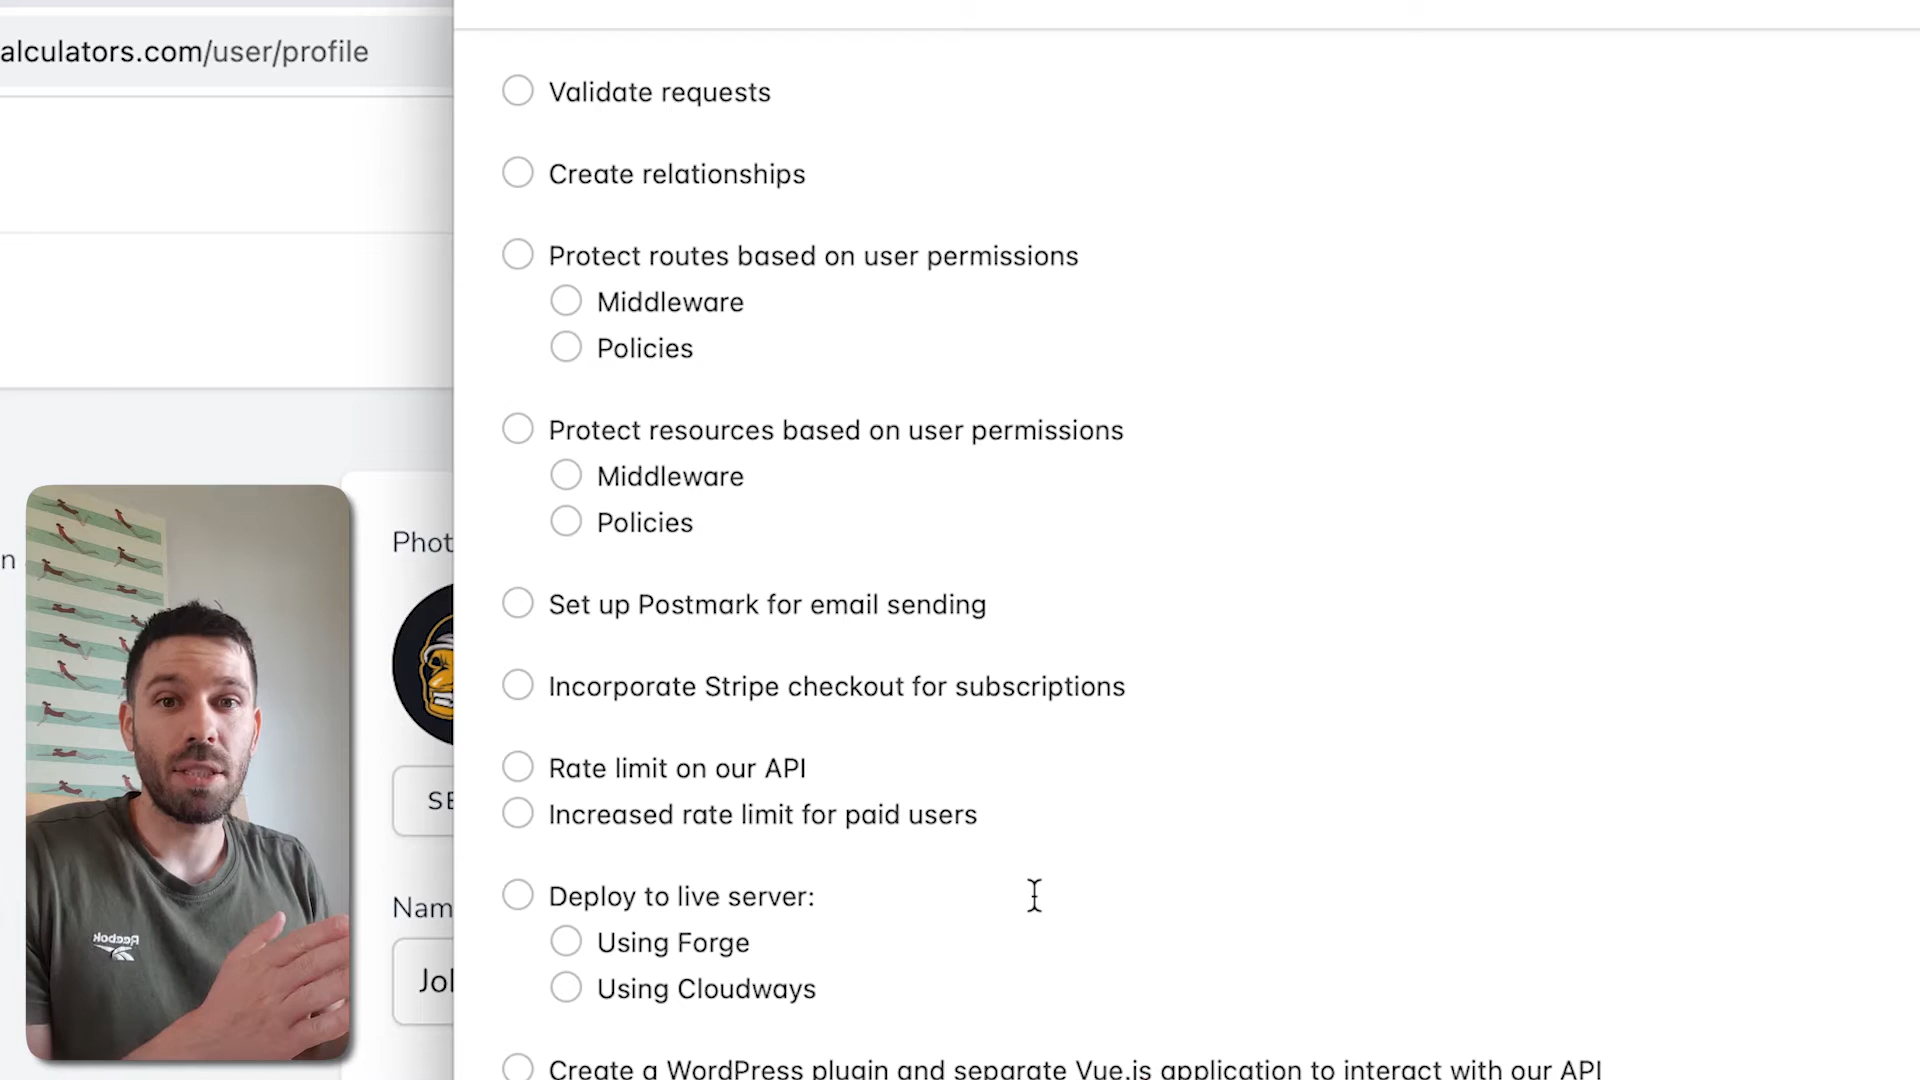 alculators.com/user/profile
Validate requests
Create relationships
Protect routes based on user permissions
Middleware
Policies
Protect resources based on user permissions
Middleware
Policies
Set up Postmark for email sending
Incorporate Stripe checkout for subscriptions
Rate limit on our API
Increased rate limit for paid users
Deploy to live server:
Using Forge
Using Cloudways
Create a WordPress plugin and separate Vue.js application to interact with our API
n
Phot
SE
Nam
Jol
Reebok